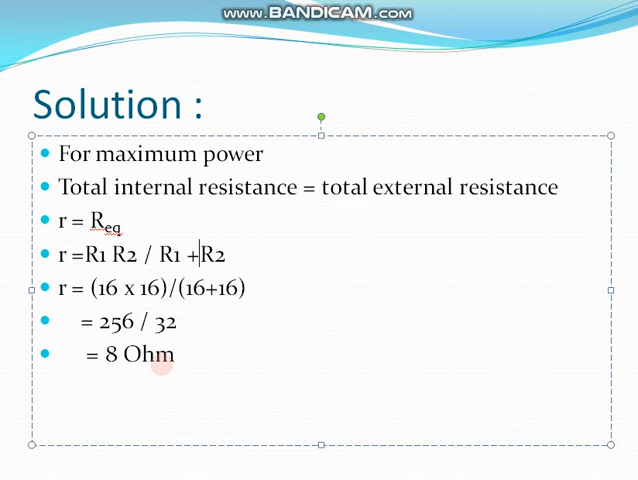 www.BANDICAM.com
Solution :
For maximum power
Total internal resistance = total external resistance
r = Req
r =R1 R2 / R1 +R2
r = (16 x 16)/(16+16)
= 256 / 32
= 8 Ohm